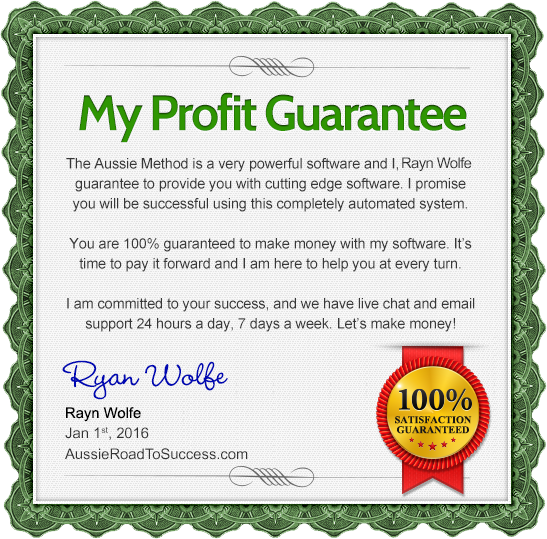 My Profit Guarantee
The Aussie Method is a very powerful software and I, Rayn Wolfe
guarantee to provide you with cutting edge software. I promise
you will be successful using this completely automated system.
You are 100% guaranteed to make money with my software. It's
time to pay it forward and I am here to help you at every turn.
I am committed to your success, and we have live chat and email
support 24 hours a day, 7 days a week. Let's make money!
Ryan Wolfe
Rayn Wolfe
Jan 1st, 2016
AussieRoadToSuccess.com
100%
SATISFACTION
GUARANTEED